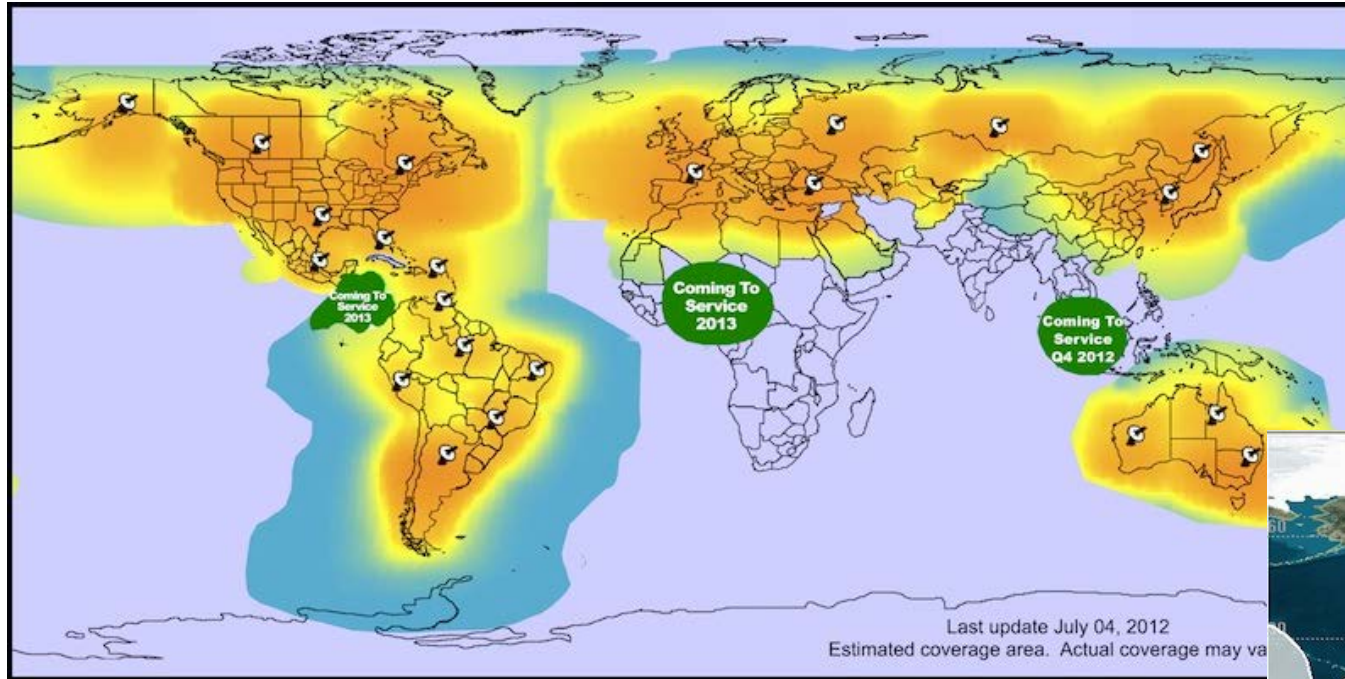 Coming To
Service
2013
Coming To
Service
2013
Coming To
Service
Q4 2012
60
Last update July 04, 2012
Estimated coverage area. Actual coverage may va